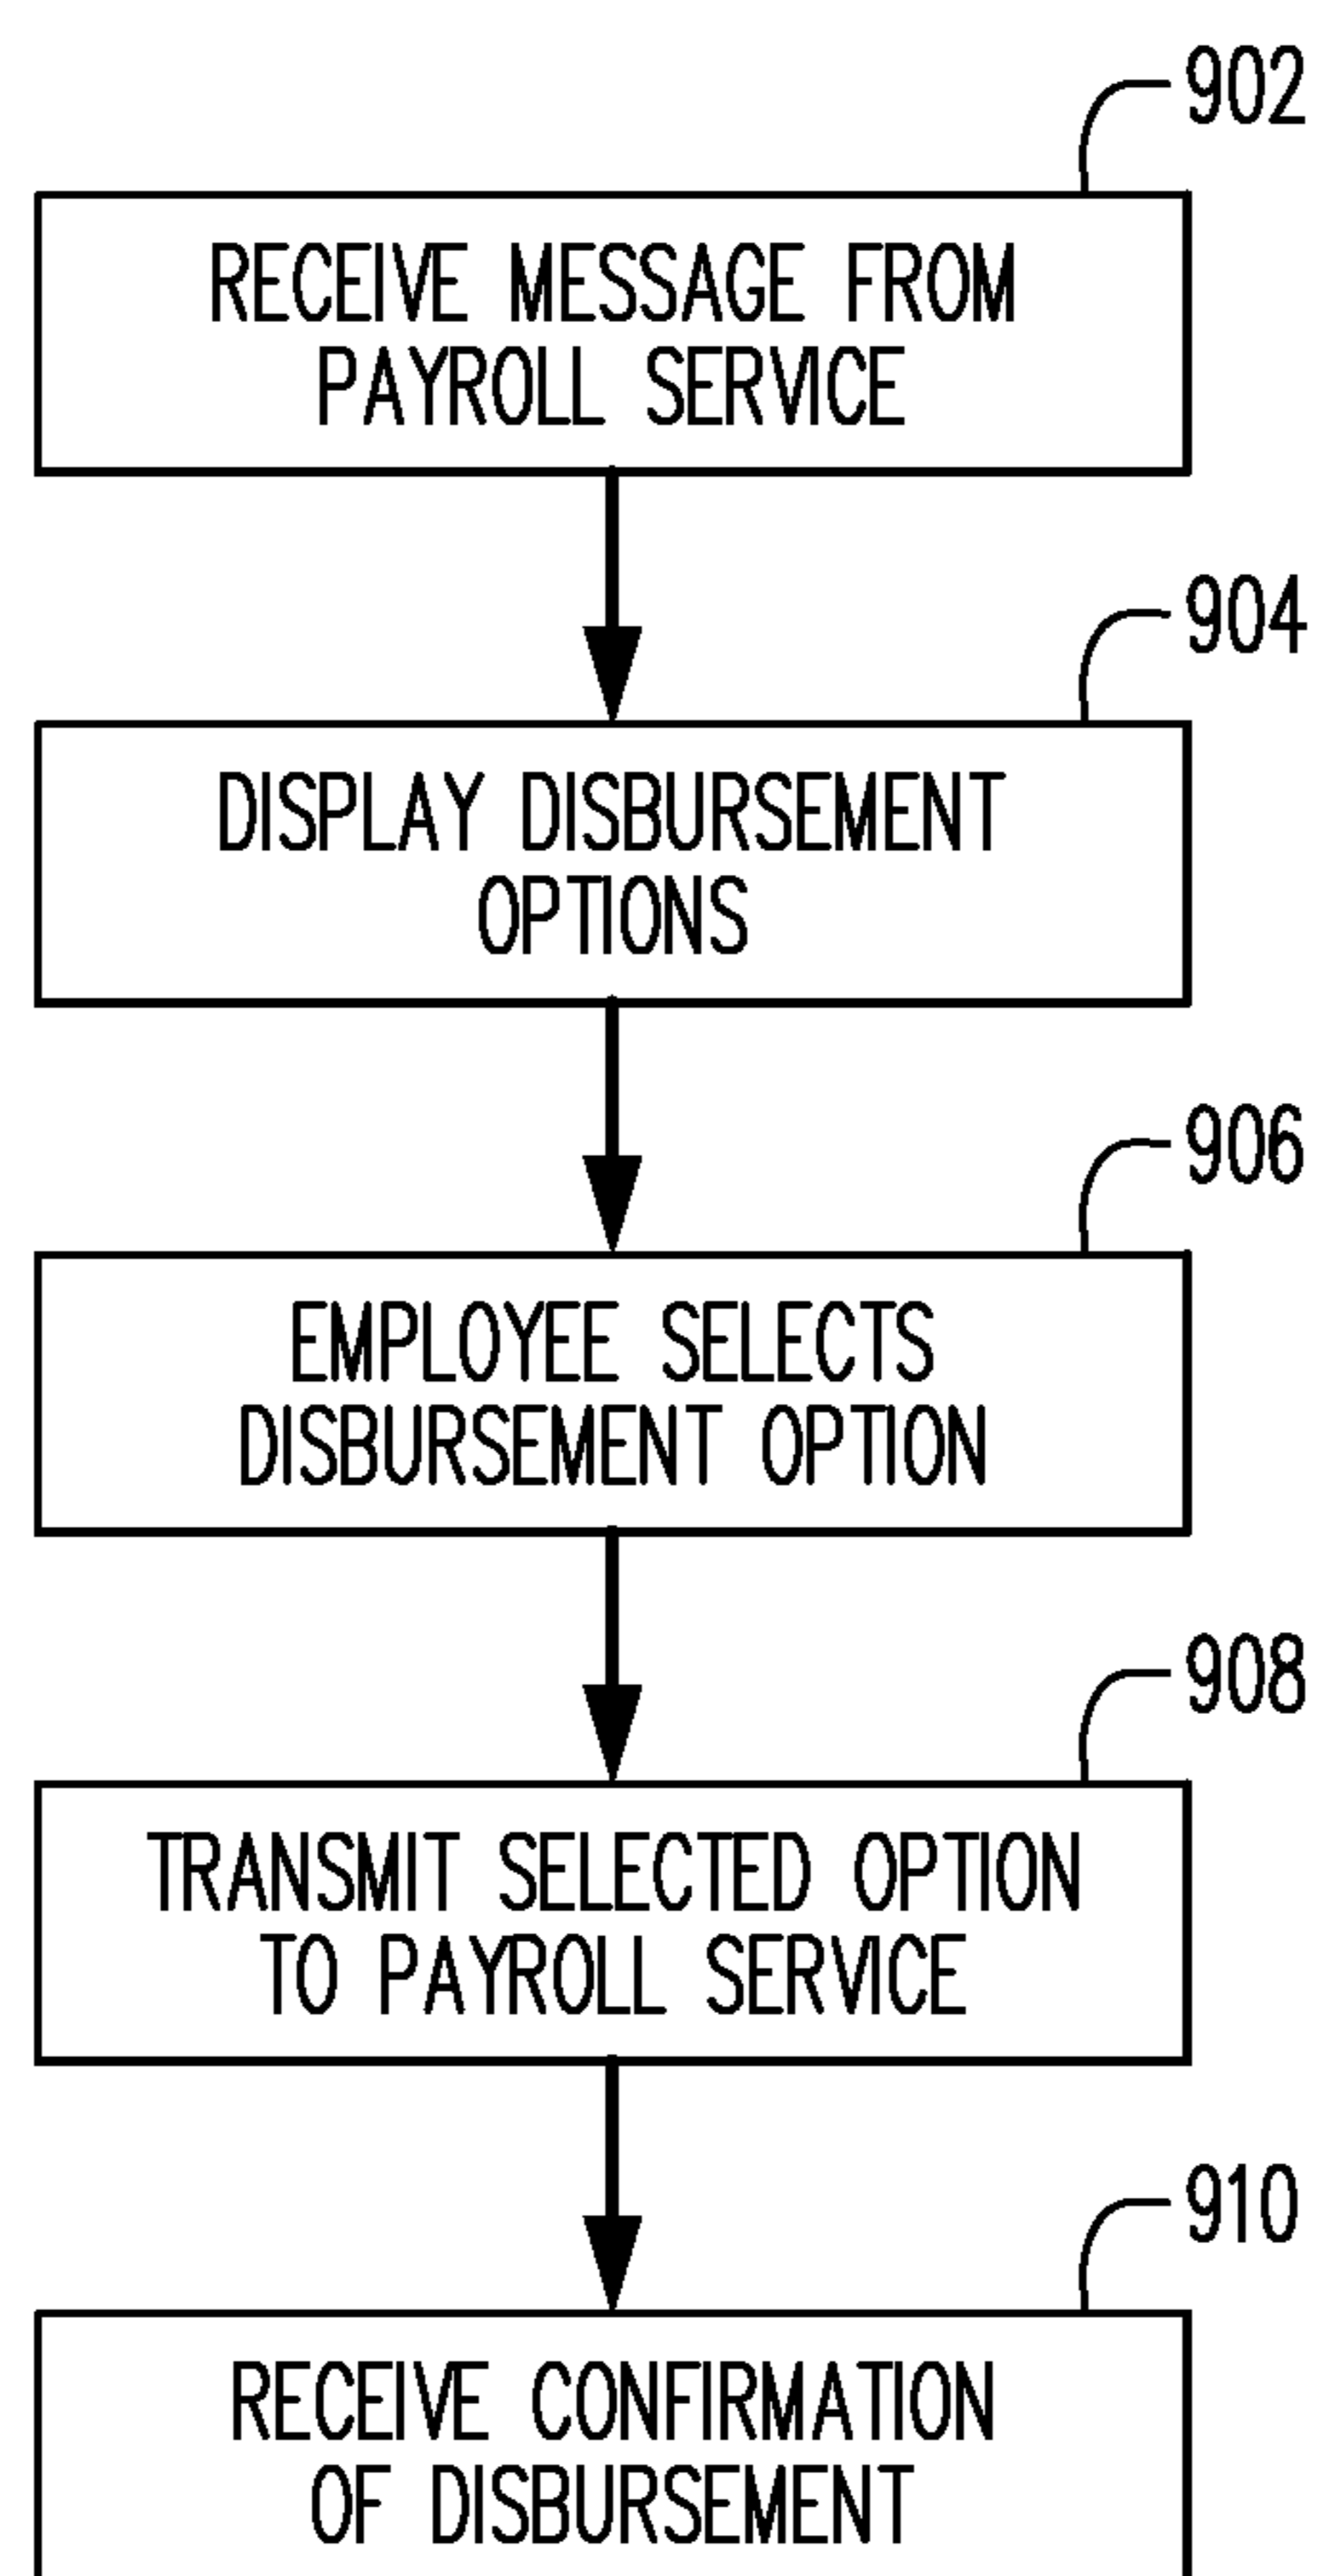 902
RECEIVE MESSAGE FROM
PAYROLL SERVICE
904
DISPLAY DISBURSEMENT
OPTIONS
906
EMPLOYEE SELECTS
DISBURSEMENT OPTION
908
TRANSMIT SELECTED OPTION
TO PAYROLL SERVICE
910
RECEIVE CONFIRMATION
OF DISBURSEMENT